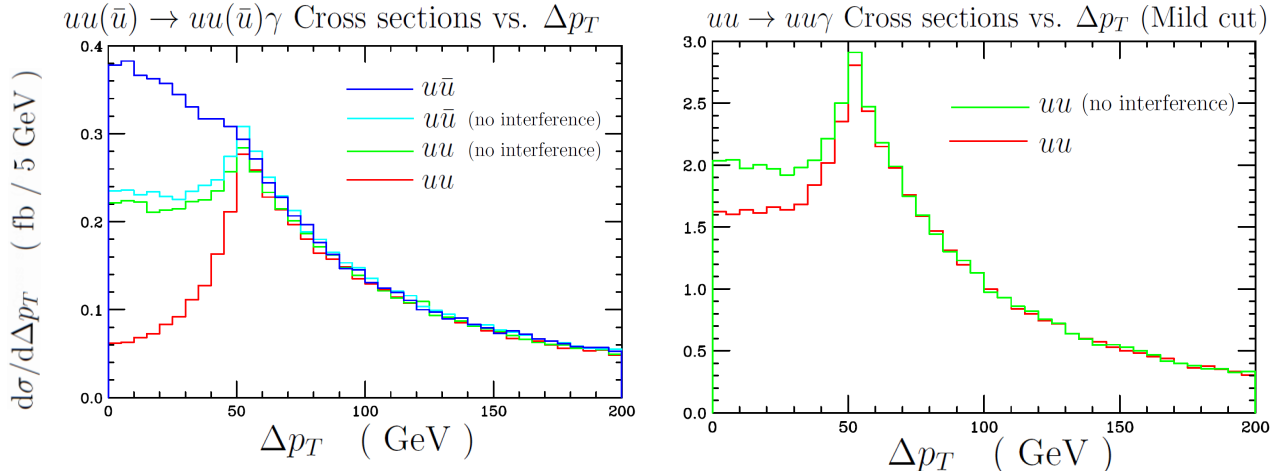 uu(ū) → uu(ū)γ Cross sections vs. Δp_T
0.4
0.3
0.2
0.1
0.0
dσ/dΔp_T ( fb / 5 GeV )
uū
uū (no interference)
uu (no interference)
uu
0
50
100
150
200
Δp_T ( GeV )
uu → uuγ Cross sections vs. Δp_T (Mild cut)
3.0
2.5
2.0
1.5
1.0
0.5
0.0
uu (no interference)
uu
0
50
100
150
200
Δp_T ( GeV )